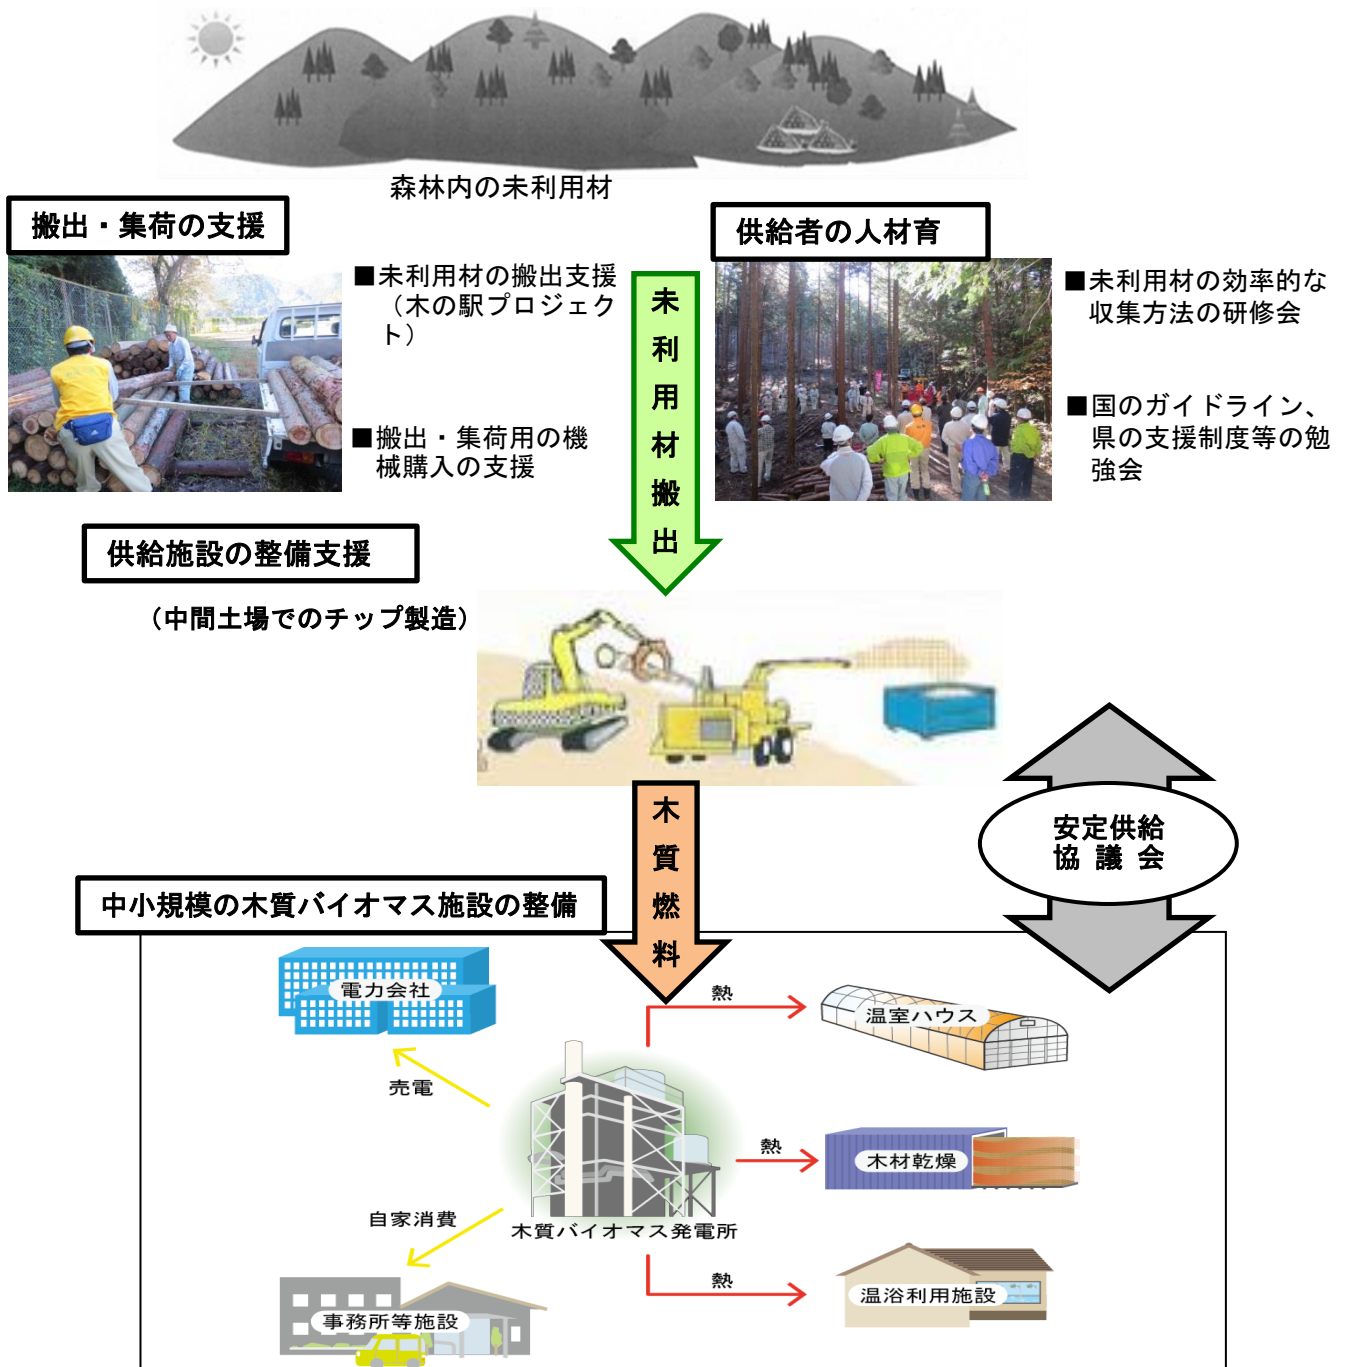 森林内の未利用材
搬出・集荷の支援
■未利用材の搬出支援
（木の駅プロジェク
ト）
■搬出・集荷用の機
械購入の支援
供給者の人材育
■未利用材の効率的な
収集方法の研修会
■国のガイドライン、
県の支援制度等の勉
強会
未利用材搬出
供給施設の整備支援
（中間土場でのチップ製造）
木質燃料
安定供給
協 議 会
中小規模の木質バイオマス施設の整備
電力会社
売電
自家消費
事務所等施設
木質バイオマス発電所
熱
温室ハウス
熱
木材乾燥
熱
温浴利用施設